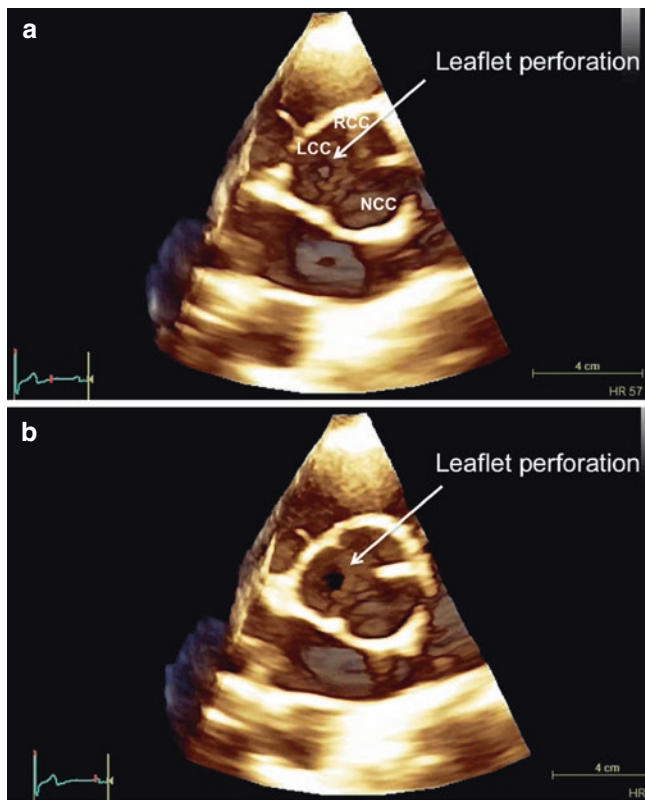 a
Leaflet perforation
RCC
LCC
NCC
4 cm
HR 57
b
Leaflet perforation
4 cm
HR